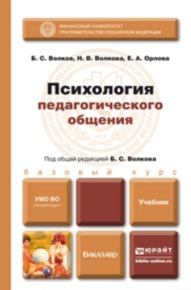 ФИНАНСОВЫЙ УНИВЕРСИТЕТ
ПРИ ПРАВИТЕЛЬСТВЕ РОССИЙСКОЙ ФЕДЕРАЦИИ
Б. С. Волков, Н. В. Волкова, Е. А. Орлова
Психология
педагогического
общения
Под общей редакцией Б. С. Волкова
базовый курс
УМО ВО
рекомендует
Учебник
Бакалавр
юрайт
biblio-online.ru